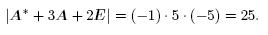 |A* + 3A + 2E| = (−1) · 5 · (−5) = 25.